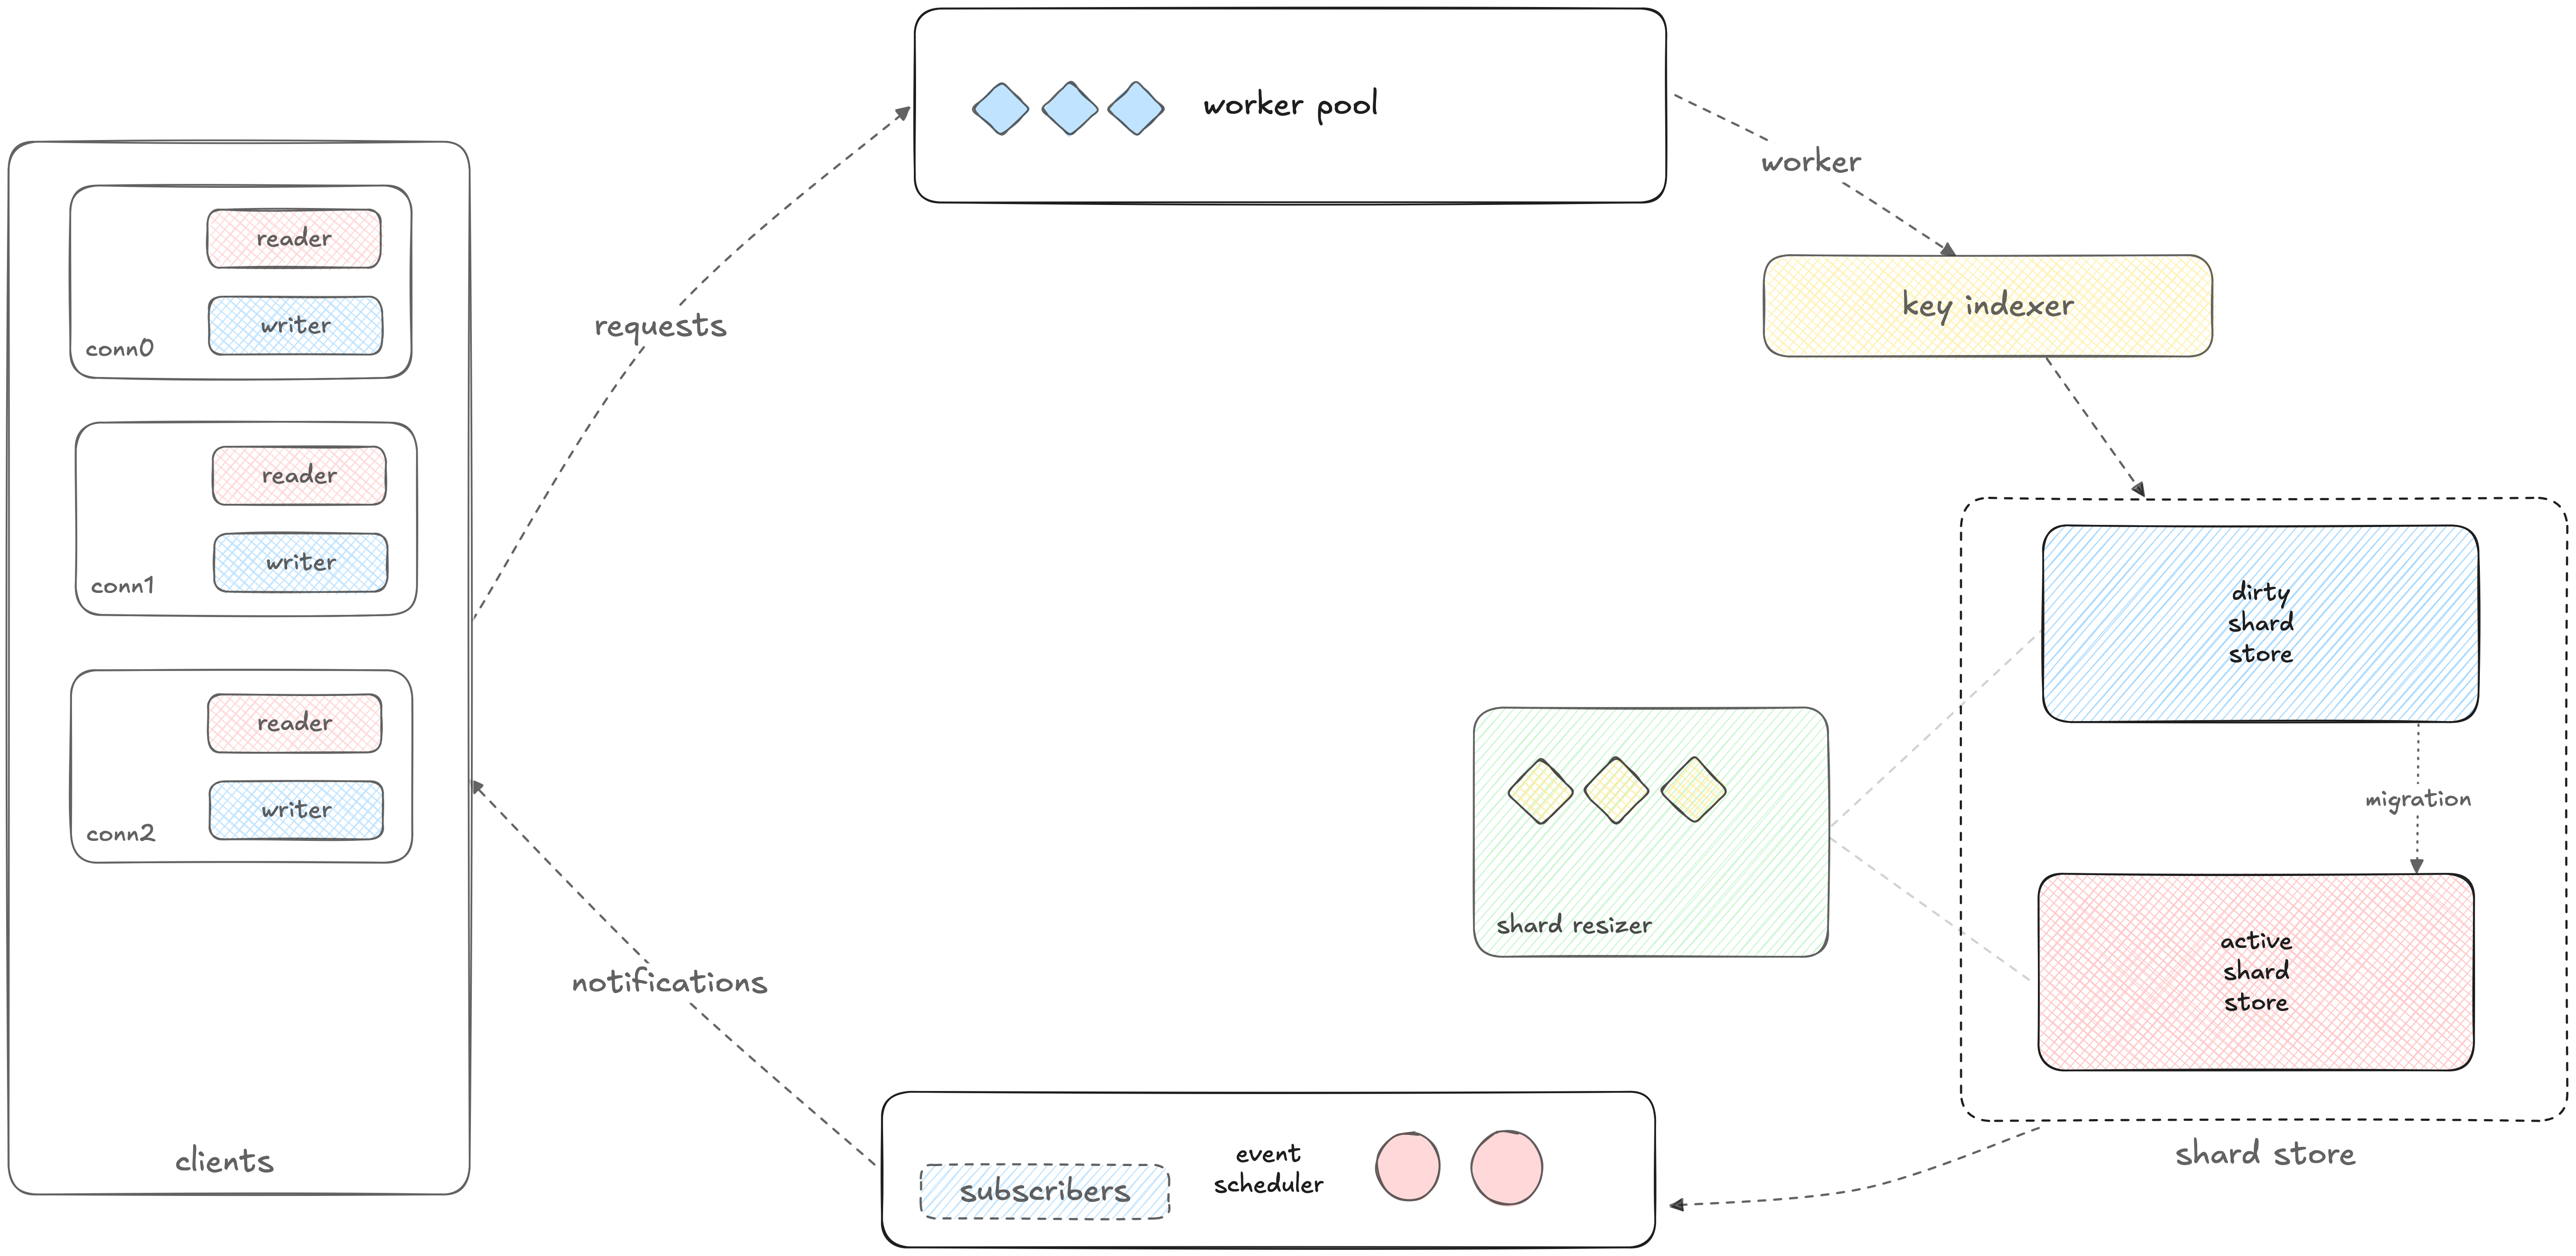 worker pool
worker
reader
writer
conn0
requests
key indexer
reader
writer
conn1
dirty
shard
store
reader
writer
conn2
migration
shard resizer
active
shard
store
notifications
clients
subscribers
event
scheduler
shard store